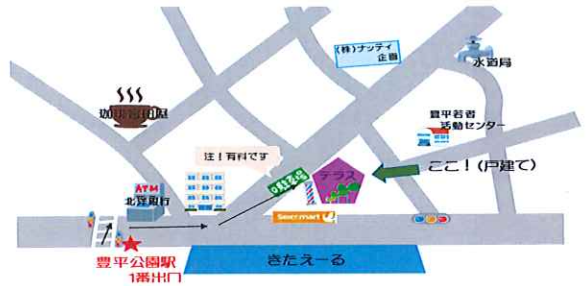 (株)ナッティ
企画
水道局
豊平若者
活動センター
注!有料です
ここ!(戸建て)
テラス
P駐車場
ATM
北洋銀行
Seicomart
豊平公園駅
1番出口
きたえーる